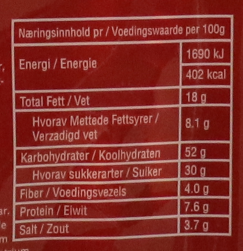 Næringsinnhold pr / Voedingswaarde per 100g
Energi / Energie
1690 kJ
402 kcal
Total Fett / Vet
18 g
Hvorav Mettede Fettsyrer /
Verzadigd vet
8.1 g
Karbohydrater / Koolhydraten
52 g
Hvorav sukkerarter / Suiker
30 g
Fiber / Voedingsvezels
4.0 g
Protein / Eiwit
7.6 g
Salt / Zout
3.7 g